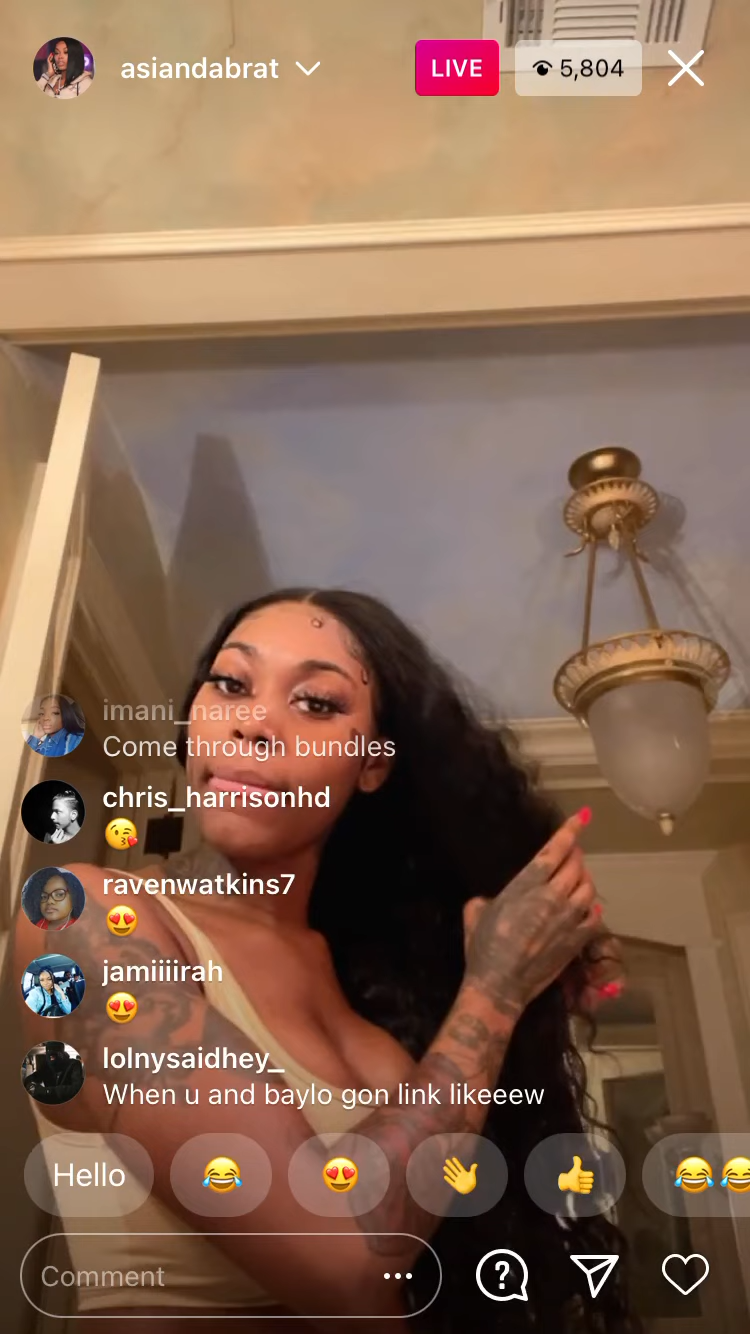 asiandabrat
LIVE
5,804
imani_naree
Come through bundles
chris_harrisonhd
😘
ravenwatkins7
😍
jamiiiirah
😍
lolnysaidhey_
When u and baylo gon link likeeew
Hello 😂 😍 👋 👍 😂😂
Comment